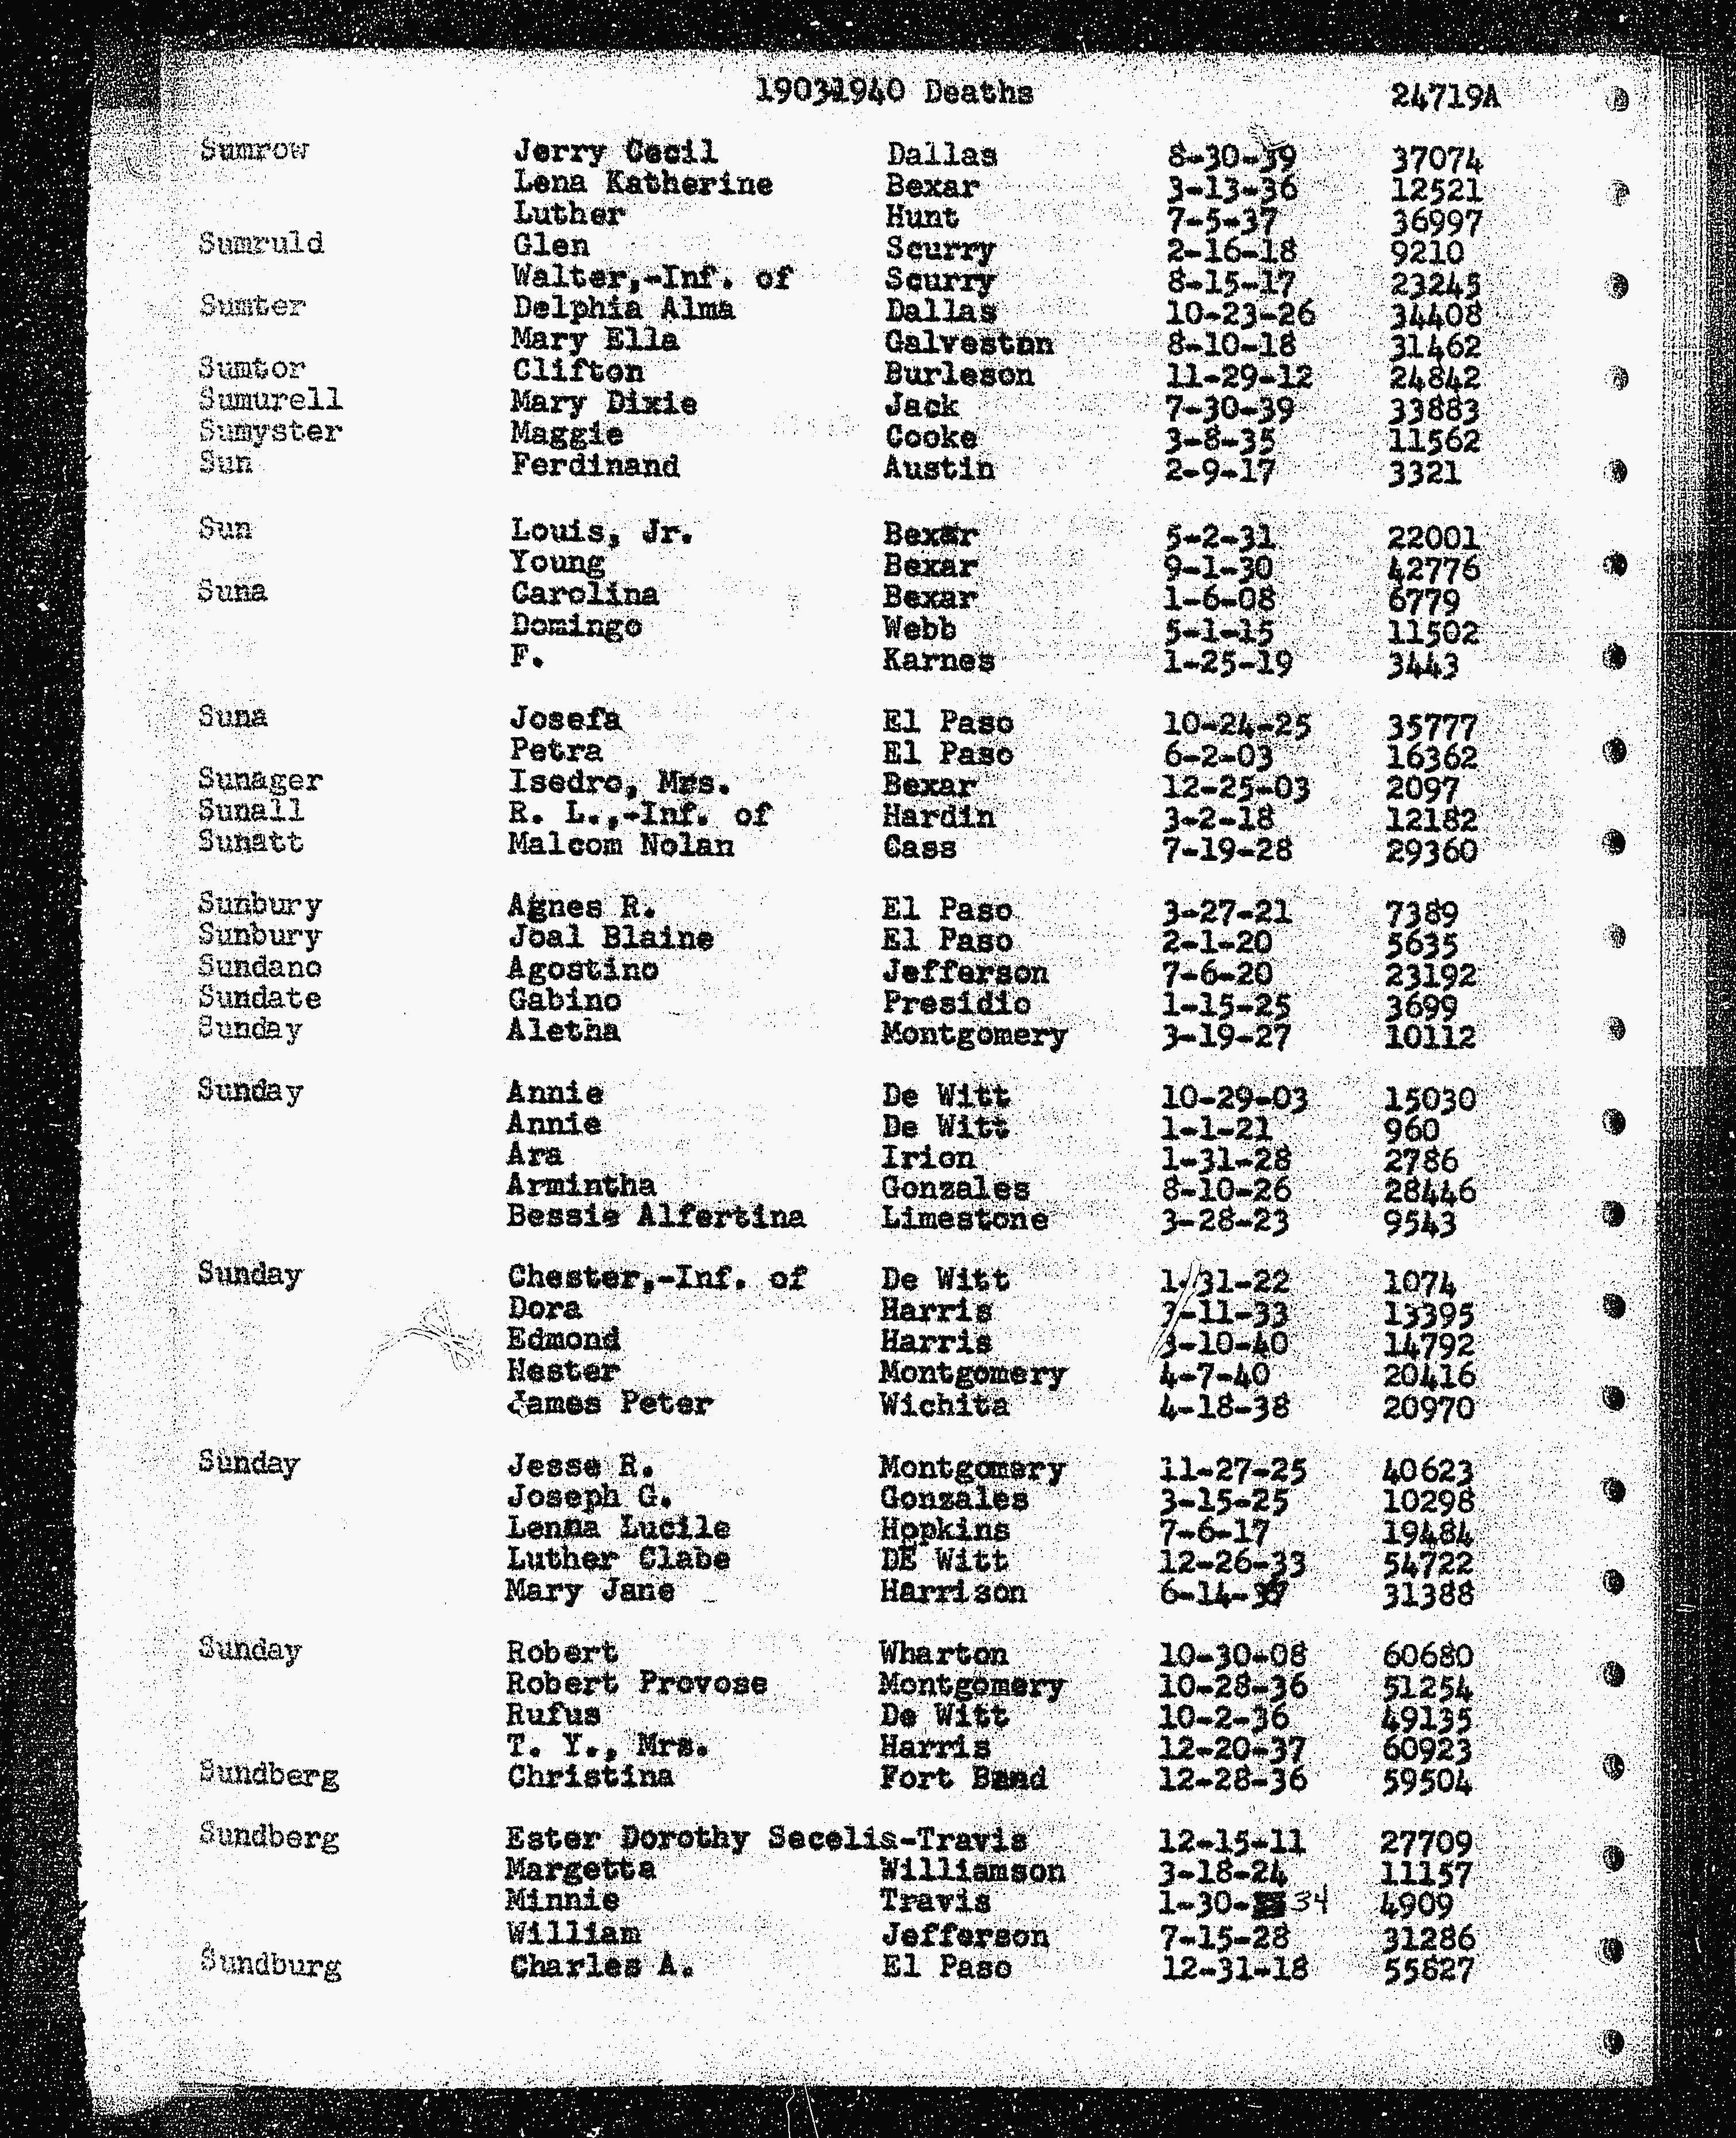 1903-1940 Deaths 24719A
Sumrow Jerry Cecil Dallas 8-30-39 37074
Lena Katherine Bexar 3-13-36 12521
Luther Hunt 7-5-37 36997
Sumruld Glen Scurry 2-16-18 9210
Walter,-Inf. of Scurry 8-15-17 23245
Sumter Delphia Alma Dallas 10-23-26 34408
Mary Ella Galveston 8-10-18 31462
Sumtor Clifton Burleson 11-29-12 24842
Sumurell Mary Dixie Jack 7-30-39 33883
Sumyster Maggie Cooke 3-8-35 11562
Sun Ferdinand Austin 2-9-17 3321
Sun Louis, Jr. Bexar 5-2-31 22001
Young Bexar 9-1-30 42776
Suna Carolina Bexar 1-6-08 6779
Domingo Webb 5-1-15 11502
F. Karnes 1-25-19 3443
Suna Josefa El Paso 10-24-25 35777
Petra El Paso 6-2-03 16362
Sunager Isedro, Mrs. Bexar 12-25-03 2097
Sunall R. L.,-Inf. of Hardin 3-2-18 12182
Sunatt Malcom Nolan Cass 7-19-28 29360
Sunbury Agnes R. El Paso 3-27-21 7389
Sunbury Joal Blaine El Paso 2-1-20 5635
Sundano Agostino Jefferson 7-6-20 23192
Sundate Gabino Presidio 1-15-25 3699
Sunday Aletha Montgomery 3-19-27 10112
Sunday Annie De Witt 10-29-03 15030
Annie De Witt 1-1-21 960
Ara Irion 1-31-28 2786
Armintha Gonzales 8-10-26 28446
Bessie Alfertina Limestone 3-28-23 9543
Sunday Chester,-Inf. of De Witt 1-31-22 1074
Dora Harris 13395
Edmond Harris 3-10-40 14792
Hester Montgomery 4-7-40 20416
James Peter Wichita 4-18-38 20970
Sunday Jesse R. Montgomery 11-27-25 40623
Joseph G. Gonzales 3-15-25 10298
Lenna Lucile Hopkins 7-6-17 19484
Luther Clabe DE Witt 12-26-33 54722
Mary Jane Harrison 31388
Sunday Robert Wharton 10-30-08 60680
Robert Provose Montgomery 10-28-36 51254
Rufus De Witt 10-2-36 49135
T. Y., Mrs. Harris 12-20-37 60923
Sundberg Christina Fort Bend 12-28-36 59504
Sundberg Ester Dorothy Secelis-Travis 12-15-11 27709
Margetta Williamson 3-18-24 11157
Minnie Travis 1-30-34 4909
William Jefferson 7-15-28 31286
Sundburg Charles A. El Paso 12-31-18 55627